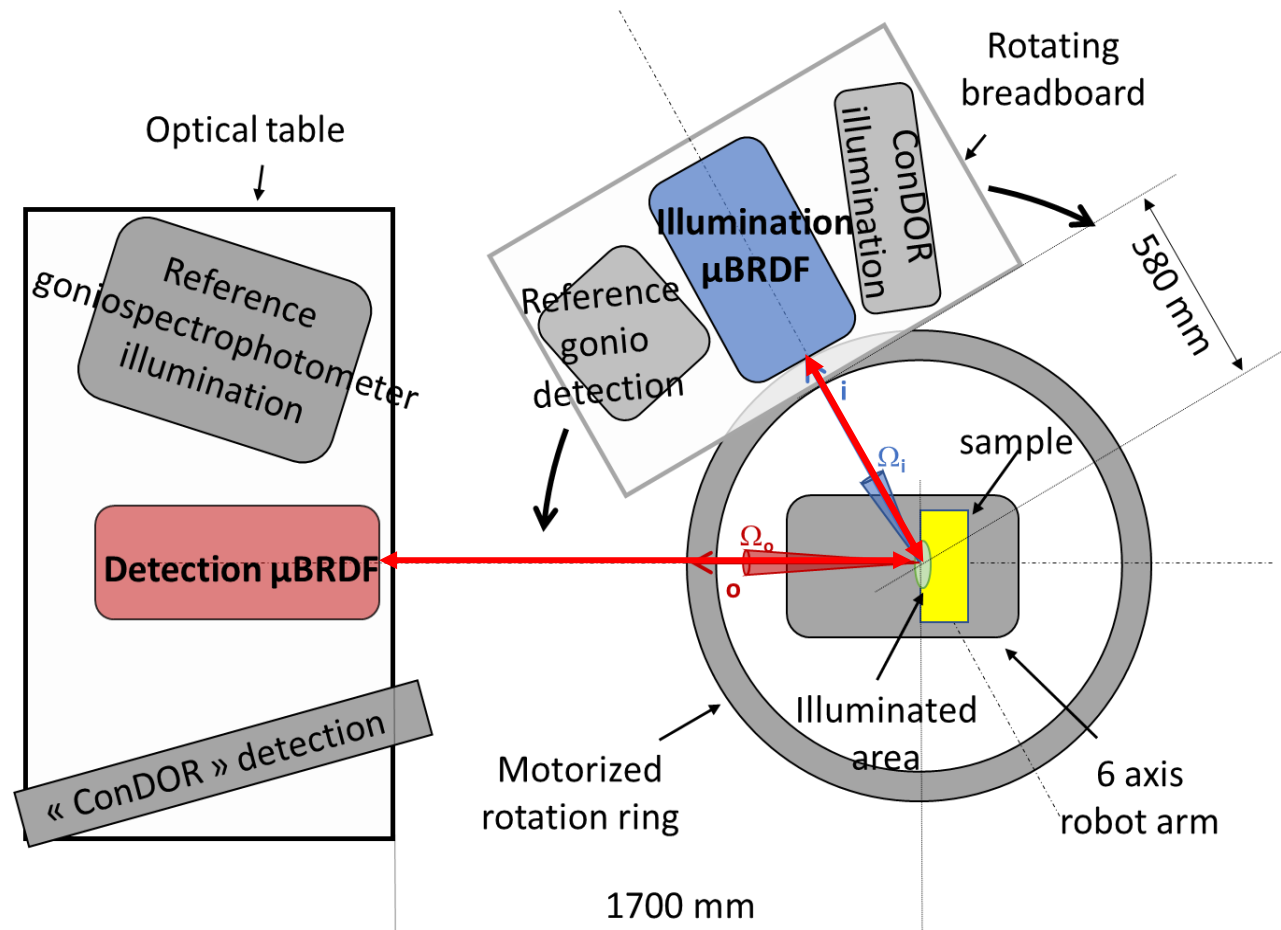 Rotating
breadboard
Optical table
ConDOR
illumination
Illumination
µBRDF
580 mm
Reference
goniospectrophotometer
illumination
Reference
gonio
detection
i
Ωi
sample
Detection µBRDF
Ωo
o
Illuminated
area
« ConDOR » detection
Motorized
rotation ring
6 axis
robot arm
1700 mm